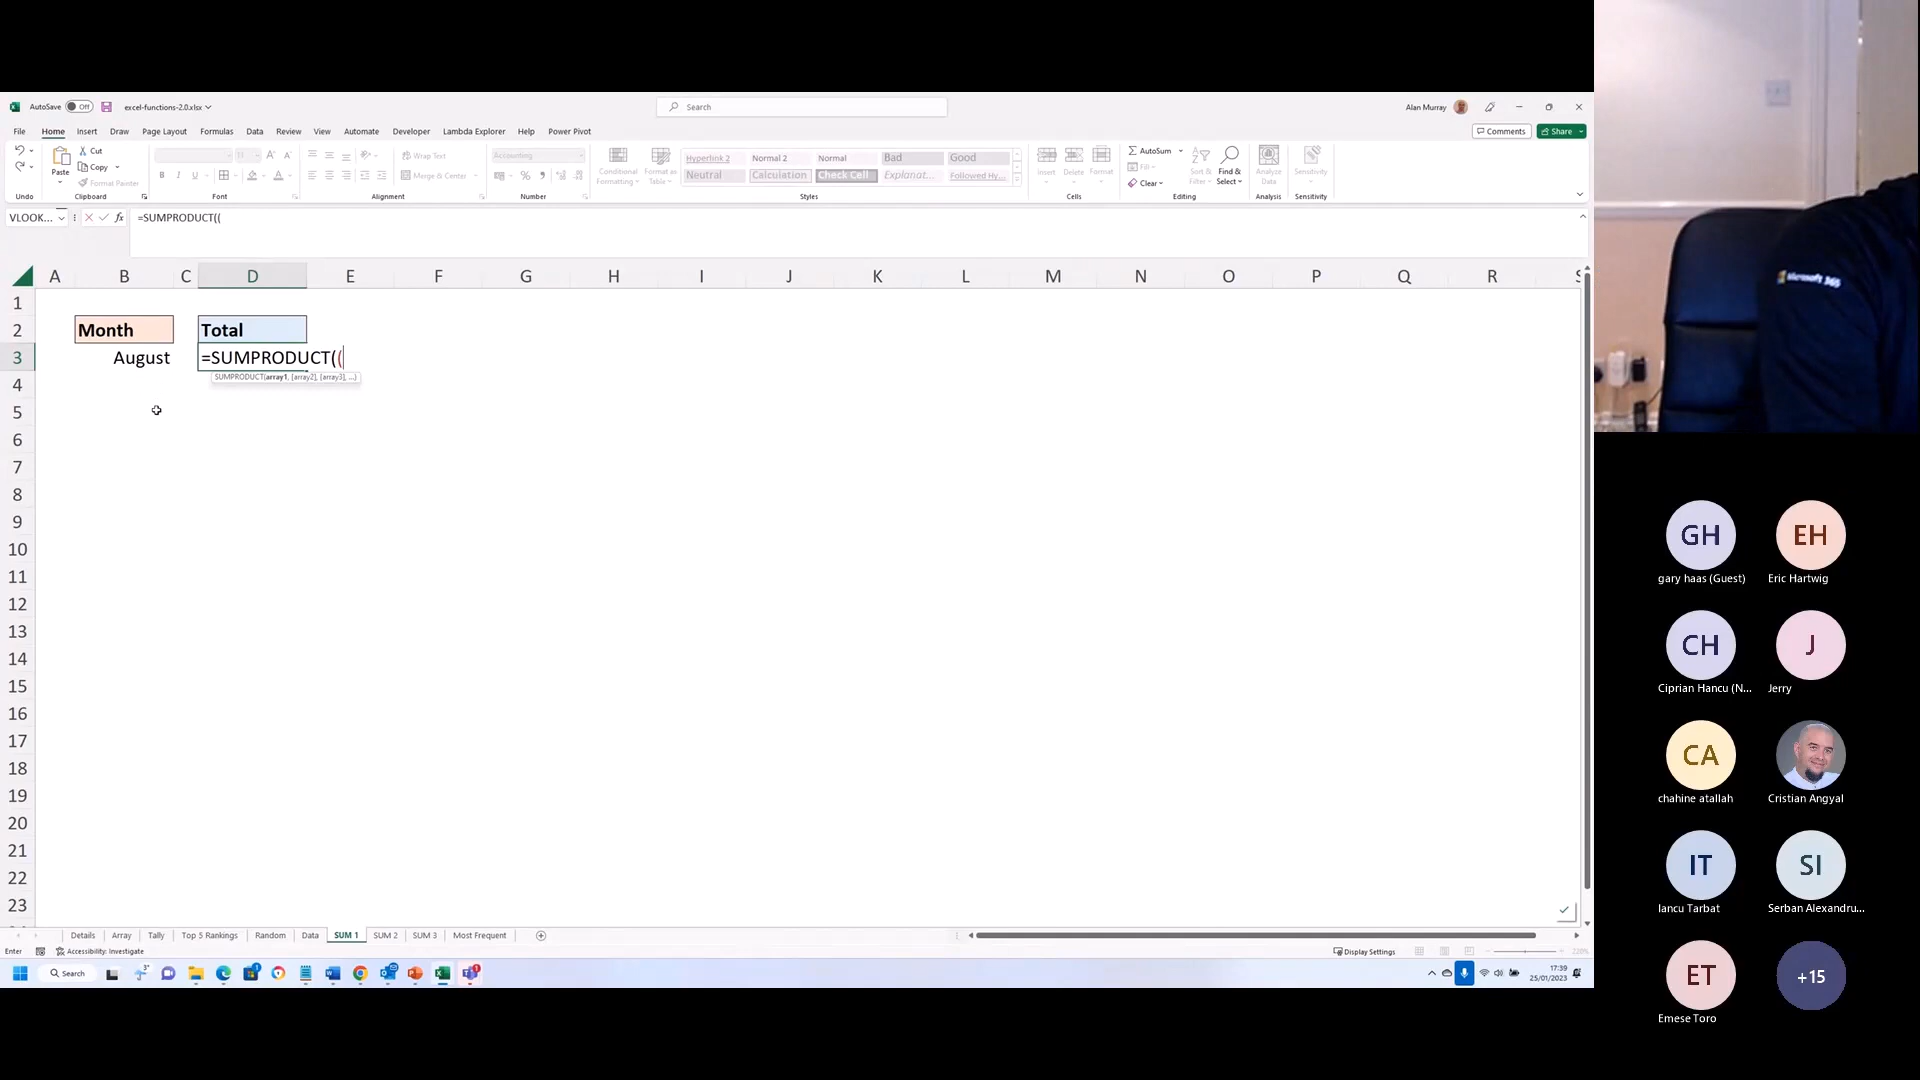 AutoSave Off excel-functions-2.0.xlsx Search Alan Murray
File Home Insert Draw Page Layout Formulas Data Review View Automate Developer Lambda Explorer Help Power Pivot Comments Share
Cut
Copy
Format Painter
Paste
Wrap Text
Merge & Center
Accounting
Conditional Formatting
Format as Table
Hyperlink 2 Normal 2 Normal Bad Good
Neutral Calculation Check Cell Explanat... Followed Hy...
Insert Delete Format
AutoSum
Fill
Clear
Sort & Filter
Find & Select
Analyze Data
Sensitivity
Undo Clipboard Font Alignment Number Styles Cells Editing Analysis Sensitivity
VLOOK... fx =SUMPRODUCT((
A B C D E F G H I J K L M N O P Q R S
1
2 Month Total
3 August =SUMPRODUCT((
SUMPRODUCT(array1, [array2], [array3], ...)
4
5
6
7
8
9
10
11
12
13
14
15
16
17
18
19
20
21
22
23
Details Array Tally Top 5 Rankings Random Data SUM 1 SUM 2 SUM 3 Most Frequent
Enter Accessibility: Investigate Display Settings
Search 3° 17:39
25/01/2023
Microsoft 365
GH EH
gary haas (Guest) Eric Hartwig
CH J
Ciprian Hancu (N... Jerry
CA
chahine atallah Cristian Angyal
IT SI
Iancu Tarbat Serban Alexandru...
ET +15
Emese Toro